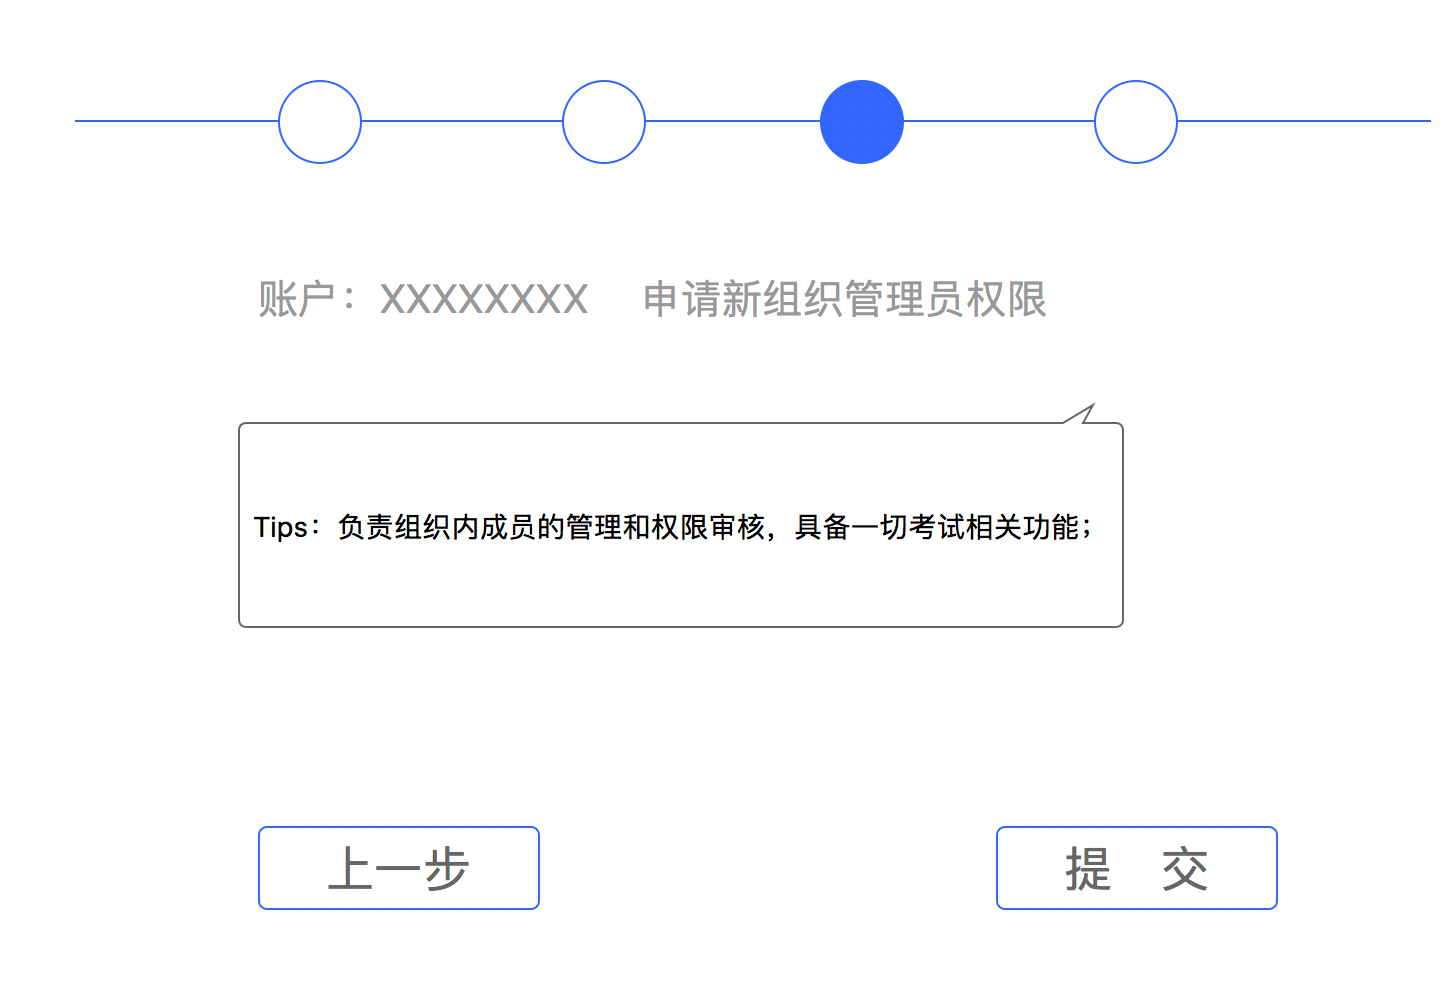 账户：XXXXXXXX 申请新组织管理员权限
Tips：负责组织内成员的管理和权限审核，具备一切考试相关功能；
上一步
提 交